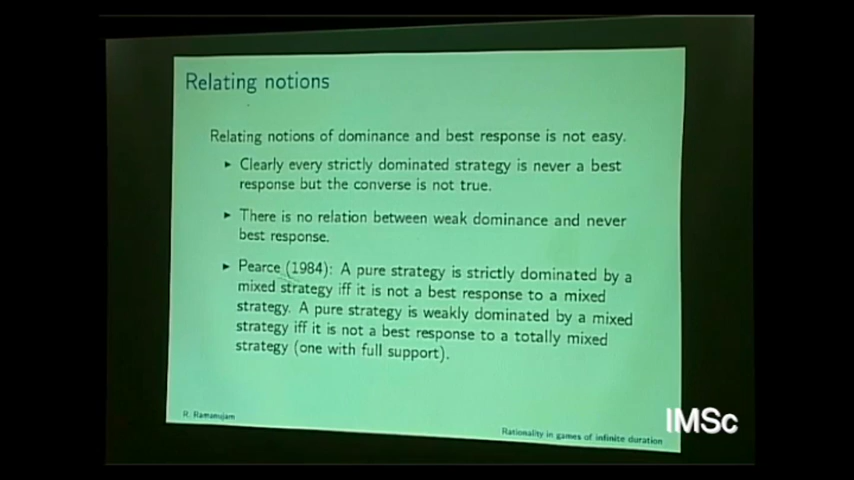 Relating notions
Relating notions of dominance and best response is not easy.
▸ Clearly every strictly dominated strategy is never a best
response but the converse is not true.
▸ There is no relation between weak dominance and never
best response.
▸ Pearce (1984): A pure strategy is strictly dominated by a
mixed strategy iff it is not a best response to a mixed
strategy. A pure strategy is weakly dominated by a mixed
strategy iff it is not a best response to a totally mixed
strategy (one with full support).
R. Ramanujam
Rationality in games of infinite duration
IMSc